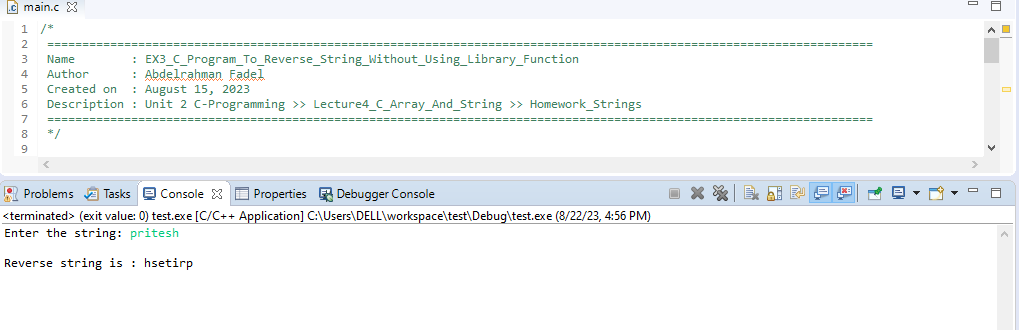 main.c
1 /*
2 ======================================================================================================================
3 Name : EX3_C_Program_To_Reverse_String_Without_Using_Library_Function
4 Author : Abdelrahman Fadel
5 Created on : August 15, 2023
6 Description : Unit 2 C-Programming >> Lecture4_C_Array_And_String >> Homework_Strings
7 ======================================================================================================================
8 */
9
Problems Tasks Console Properties Debugger Console
<terminated> (exit value: 0) test.exe [C/C++ Application] C:\Users\DELL\workspace\test\Debug\test.exe (8/22/23, 4:56 PM)
Enter the string: pritesh
Reverse string is : hsetirp